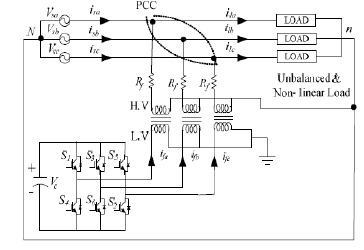 PCC
V_sa i_sa i_la LOAD
N V_sb i_sb i_lb LOAD n
V_sc i_sc i_lc LOAD
R_f R_f R_f
Unbalanced &
Non-linear Load
H.V
L.V
i_fa i_fb i_fc
S_1 S_3 S_5
+ V_c -
S_4 S_6 S_2